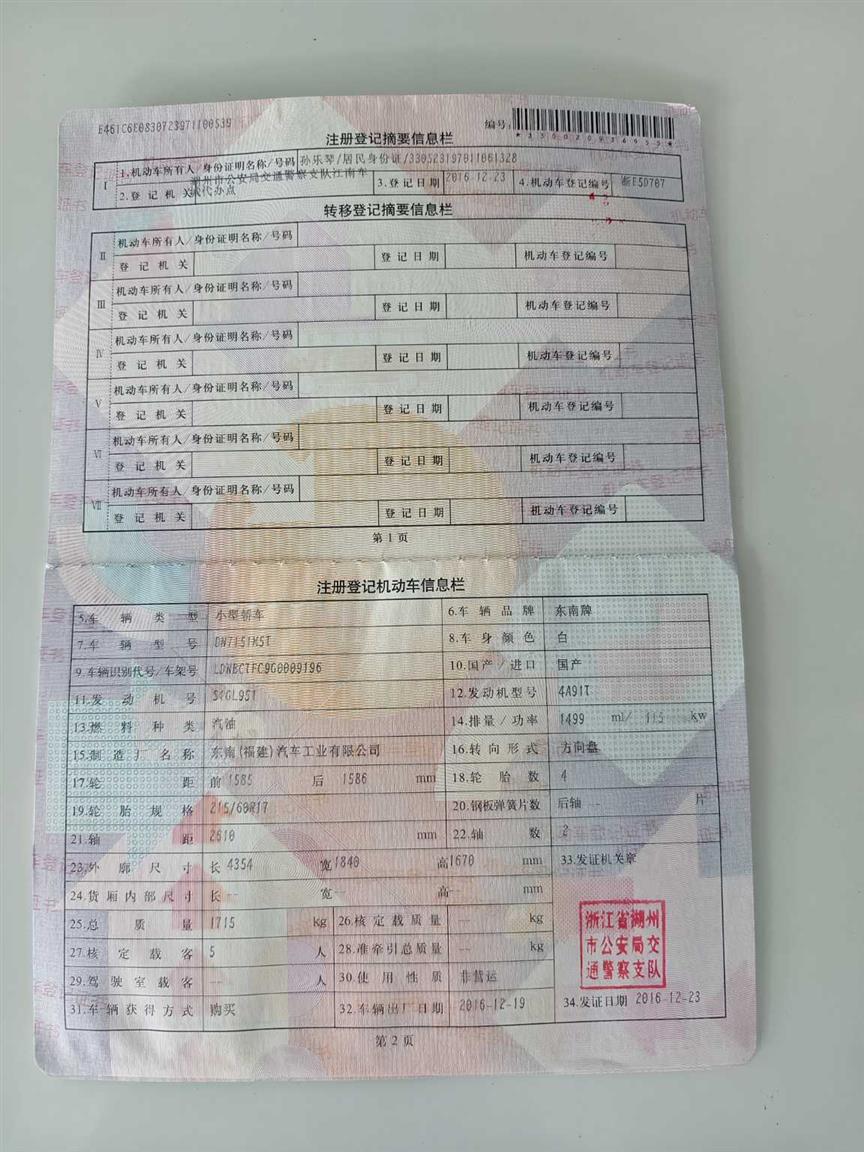 E461C6E0830723971100539
编号:
*330020936955*
注册登记摘要信息栏
I 1.机动车所有人/身份证明名称/号码 孙乐琴/居民身份证/330523197011061328
2.登记机关 湖州市公安局交通警察支队江南车 代办点 3.登记日期 2016-12-23 4.机动车登记编号 浙E5D707
转移登记摘要信息栏
II 机动车所有人/身份证明名称/号码
登记机关 登记日期 机动车登记编号
III 机动车所有人/身份证明名称/号码
登记机关 登记日期 机动车登记编号
IV 机动车所有人/身份证明名称/号码
登记机关 登记日期 机动车登记编号
V 机动车所有人/身份证明名称/号码
登记机关 登记日期 机动车登记编号
VI 机动车所有人/身份证明名称/号码
登记机关 登记日期 机动车登记编号
VII 机动车所有人/身份证明名称/号码
登记机关 登记日期 机动车登记编号
第1页
注册登记机动车信息栏
5.车辆类型 小型轿车 6.车辆品牌 东南牌
7.车辆型号 DN7151M5T 8.车身颜色 白
9.车辆识别代号/车架号 LDNBCTFC9G0009196 10.国产/进口 国产
11.发动机号 S4GL951 12.发动机型号 4A91T
13.燃料种类 汽油 14.排量/功率 1499 ml/ 115 kw
15.制造厂名称 东南(福建)汽车工业有限公司 16.转向形式 方向盘
17.轮距 前 1585 后 1586 mm 18.轮胎数 4
19.轮胎规格 215/60R17 20.钢板弹簧片数 后轴 -- 片
21.轴距 2610 mm 22.轴数 2
23.外廓尺寸 长 4354 宽 1840 高 1670 mm 33.发证机关章
24.货厢内部尺寸 长 -- 宽 -- 高 -- mm
25.总质量 1715 kg 26.核定载质量 -- kg
27.核定载客 5 人 28.准牵引总质量 -- kg
29.驾驶室载客 -- 人 30.使用性质 非营运
31.车辆获得方式 购买 32.车辆出厂日期 2016-12-19 34.发证日期 2016-12-23
浙江省湖州
市公安局交
通警察支队
第2页